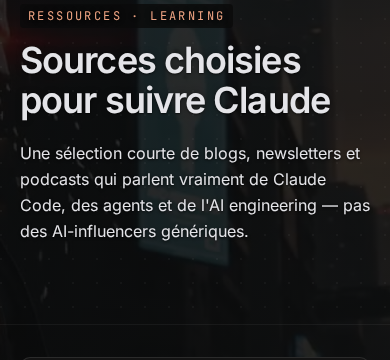 RESSOURCES · LEARNING
Sources choisies
pour suivre Claude
Une sélection courte de blogs, newsletters et
podcasts qui parlent vraiment de Claude
Code, des agents et de l'AI engineering — pas
des AI-influencers génériques.